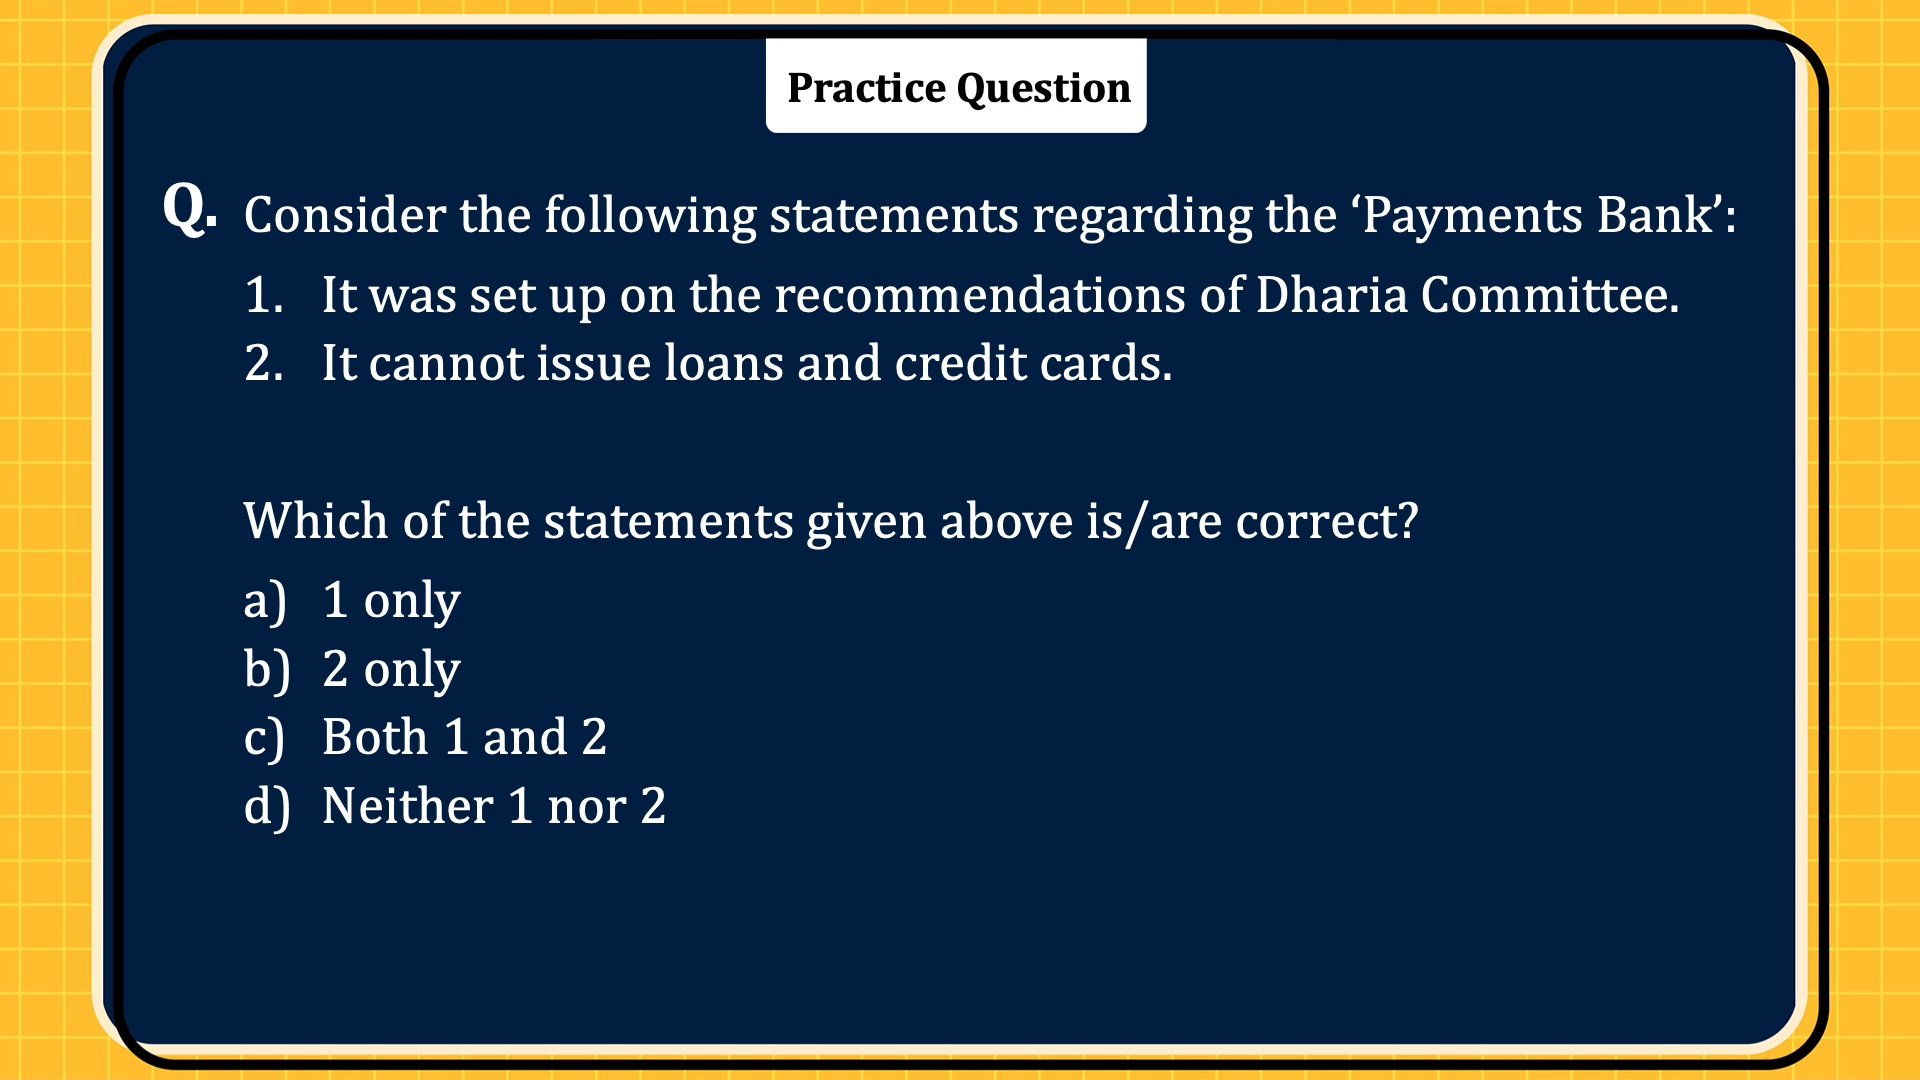 Practice Question
Q. Consider the following statements regarding the ‘Payments Bank’:
1. It was set up on the recommendations of Dharia Committee.
2. It cannot issue loans and credit cards.
Which of the statements given above is/are correct?
a) 1 only
b) 2 only
c) Both 1 and 2
d) Neither 1 nor 2